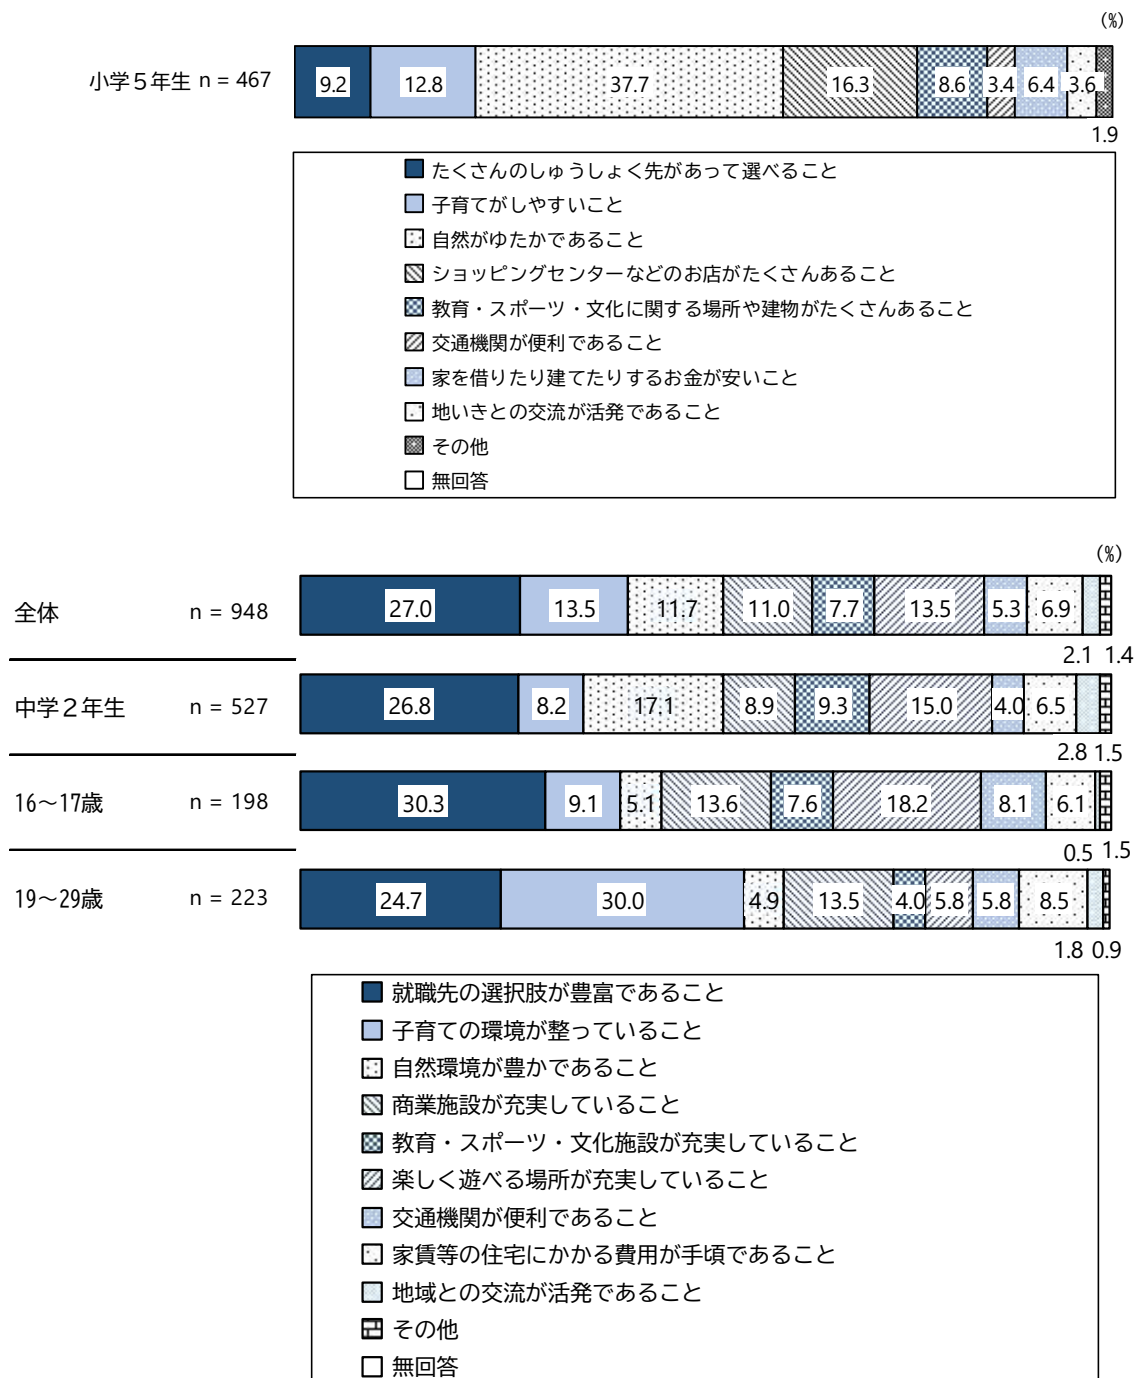 (%)
小学５年生 n = 467
9.2 12.8 37.7 16.3 8.6 3.4 6.4 3.6
1.9
たくさんのしゅうしょく先があって選べること
子育てがしやすいこと
自然がゆたかであること
ショッピングセンターなどのお店がたくさんあること
教育・スポーツ・文化に関する場所や建物がたくさんあること
交通機関が便利であること
家を借りたり建てたりするお金が安いこと
地いきとの交流が活発であること
その他
無回答
(%)
全体 n = 948 27.0 13.5 11.7 11.0 7.7 13.5 5.3 6.9
2.1 1.4
中学２年生 n = 527 26.8 8.2 17.1 8.9 9.3 15.0 4.0 6.5
2.8 1.5
16～17歳 n = 198 30.3 9.1 5.1 13.6 7.6 18.2 8.1 6.1
0.5 1.5
19～29歳 n = 223 24.7 30.0 4.9 13.5 4.0 5.8 5.8 8.5
1.8 0.9
就職先の選択肢が豊富であること
子育ての環境が整っていること
自然環境が豊かであること
商業施設が充実していること
教育・スポーツ・文化施設が充実していること
楽しく遊べる場所が充実していること
交通機関が便利であること
家賃等の住宅にかかる費用が手頃であること
地域との交流が活発であること
その他
無回答